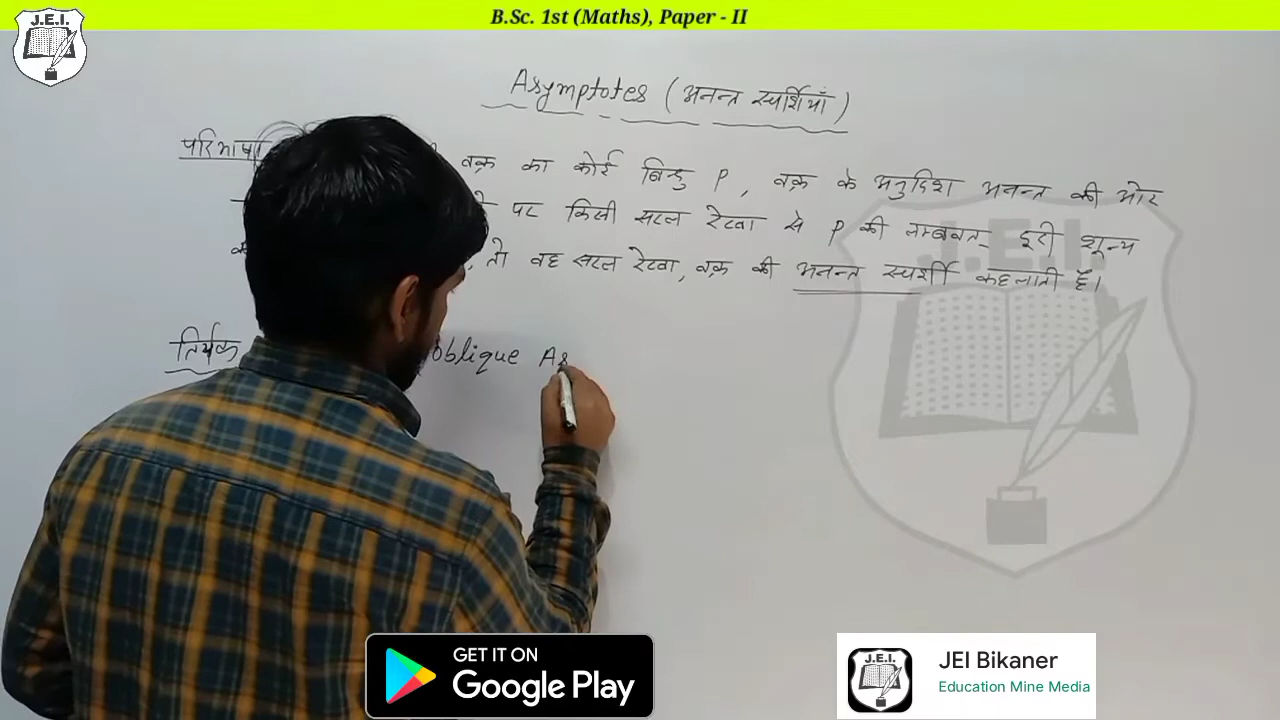 B.Sc. 1st (Maths), Paper - II
J.E.I.
Asymptotes (अनन्त स्पर्शियाँ)
परिभाषा वक्र का कोई बिन्दु P, वक्र के अनुदिश अनन्त की ओर
पर किसी सरल रेखा से P की लम्बवत दूरी शून्य
तो वह सरल रेखा, वक्र की अनन्त स्पर्शी कहलाती है।
J.E.I.
तिर्यक oblique As
GET IT ON
Google Play
J.E.I.
JEI Bikaner
Education Mine Media